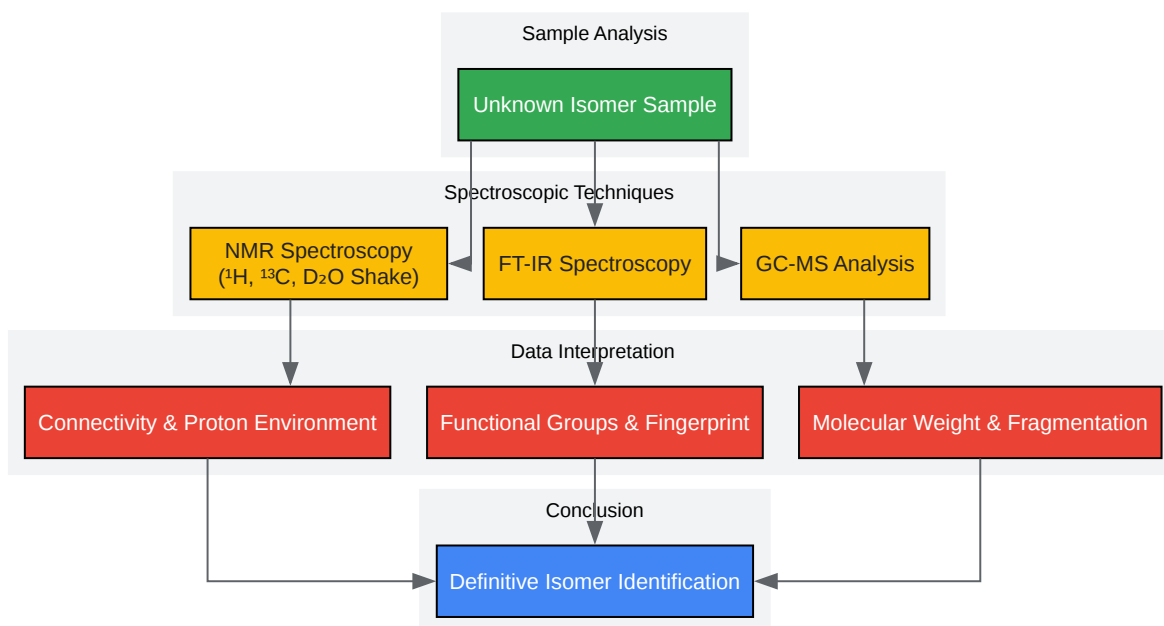 Sample Analysis
Unknown Isomer Sample
Spectroscopic Techniques
NMR Spectroscopy
(¹H, ¹³C, D₂O Shake)
FT-IR Spectroscopy
GC-MS Analysis
Data Interpretation
Connectivity & Proton Environment
Functional Groups & Fingerprint
Molecular Weight & Fragmentation
Conclusion
Definitive Isomer Identification